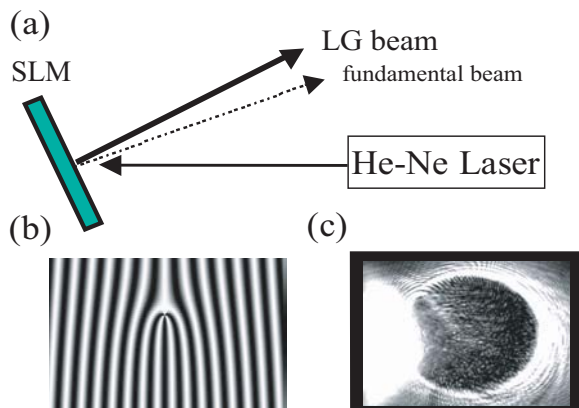 (a)
SLM
LG beam
fundamental beam
He-Ne Laser
(b)
(c)